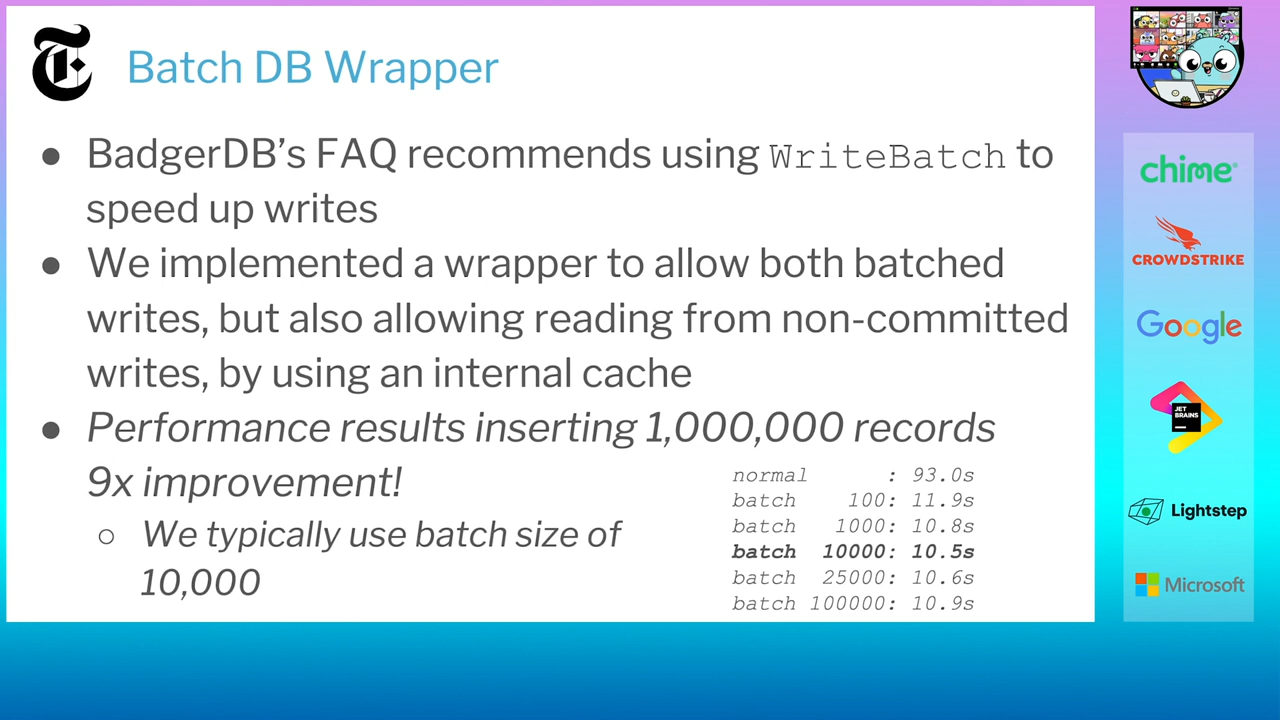 Batch DB Wrapper
● BadgerDB’s FAQ recommends using WriteBatch to
speed up writes
● We implemented a wrapper to allow both batched
writes, but also allowing reading from non-committed
writes, by using an internal cache
● Performance results inserting 1,000,000 records
9x improvement!
○ We typically use batch size of
10,000
normal : 93.0s
batch 100: 11.9s
batch 1000: 10.8s
batch 10000: 10.5s
batch 25000: 10.6s
batch 100000: 10.9s
chime®
CROWDSTRIKE
Google
JET
BRAINS
Lightstep
Microsoft